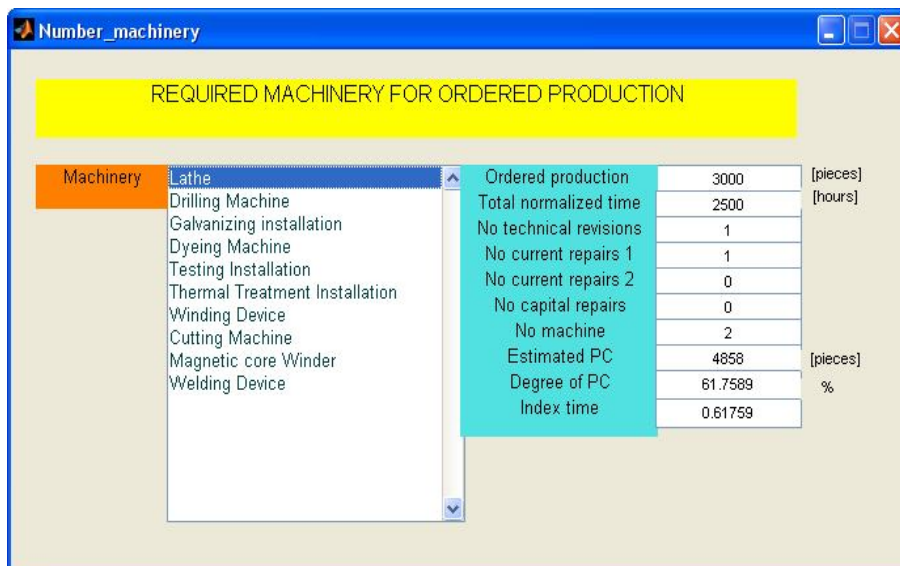 Number_machinery
REQUIRED MACHINERY FOR ORDERED PRODUCTION
Machinery
Lathe
Drilling Machine
Galvanizing installation
Dyeing Machine
Testing Installation
Thermal Treatment Installation
Winding Device
Cutting Machine
Magnetic core Winder
Welding Device
Ordered production 3000 [pieces]
Total normalized time 2500 [hours]
No technical revisions 1
No current repairs 1 1
No current repairs 2 0
No capital repairs 0
No machine 2
Estimated PC 4858 [pieces]
Degree of PC 61.7589 %
Index time 0.61759